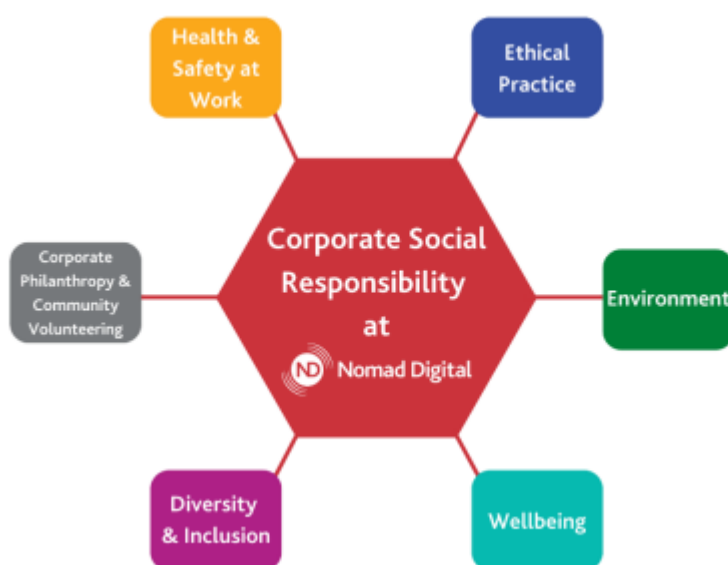 Health &
Safety at
Work
Ethical
Practice
Corporate Social
Responsibility
at
ND Nomad Digital
Corporate
Philanthropy &
Community
Volunteering
Environment
Diversity
& Inclusion
Wellbeing